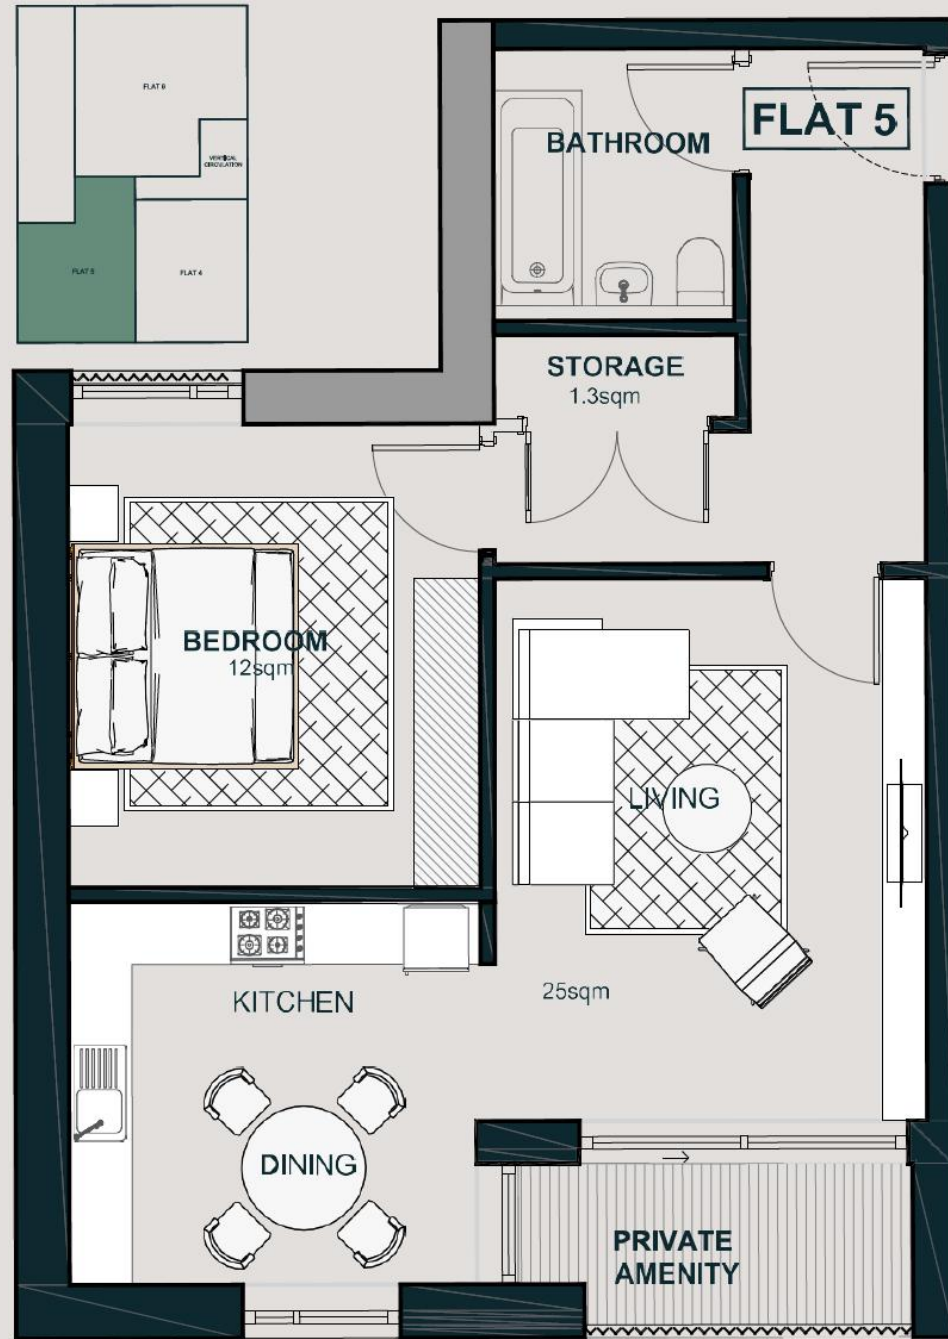 FLAT 6
VERTICAL
CIRCULATION
FLAT 5
FLAT 4
FLAT 5
BATHROOM
STORAGE
1.3sqm
BEDROOM
12sqm
LIVING
25sqm
KITCHEN
DINING
PRIVATE
AMENITY